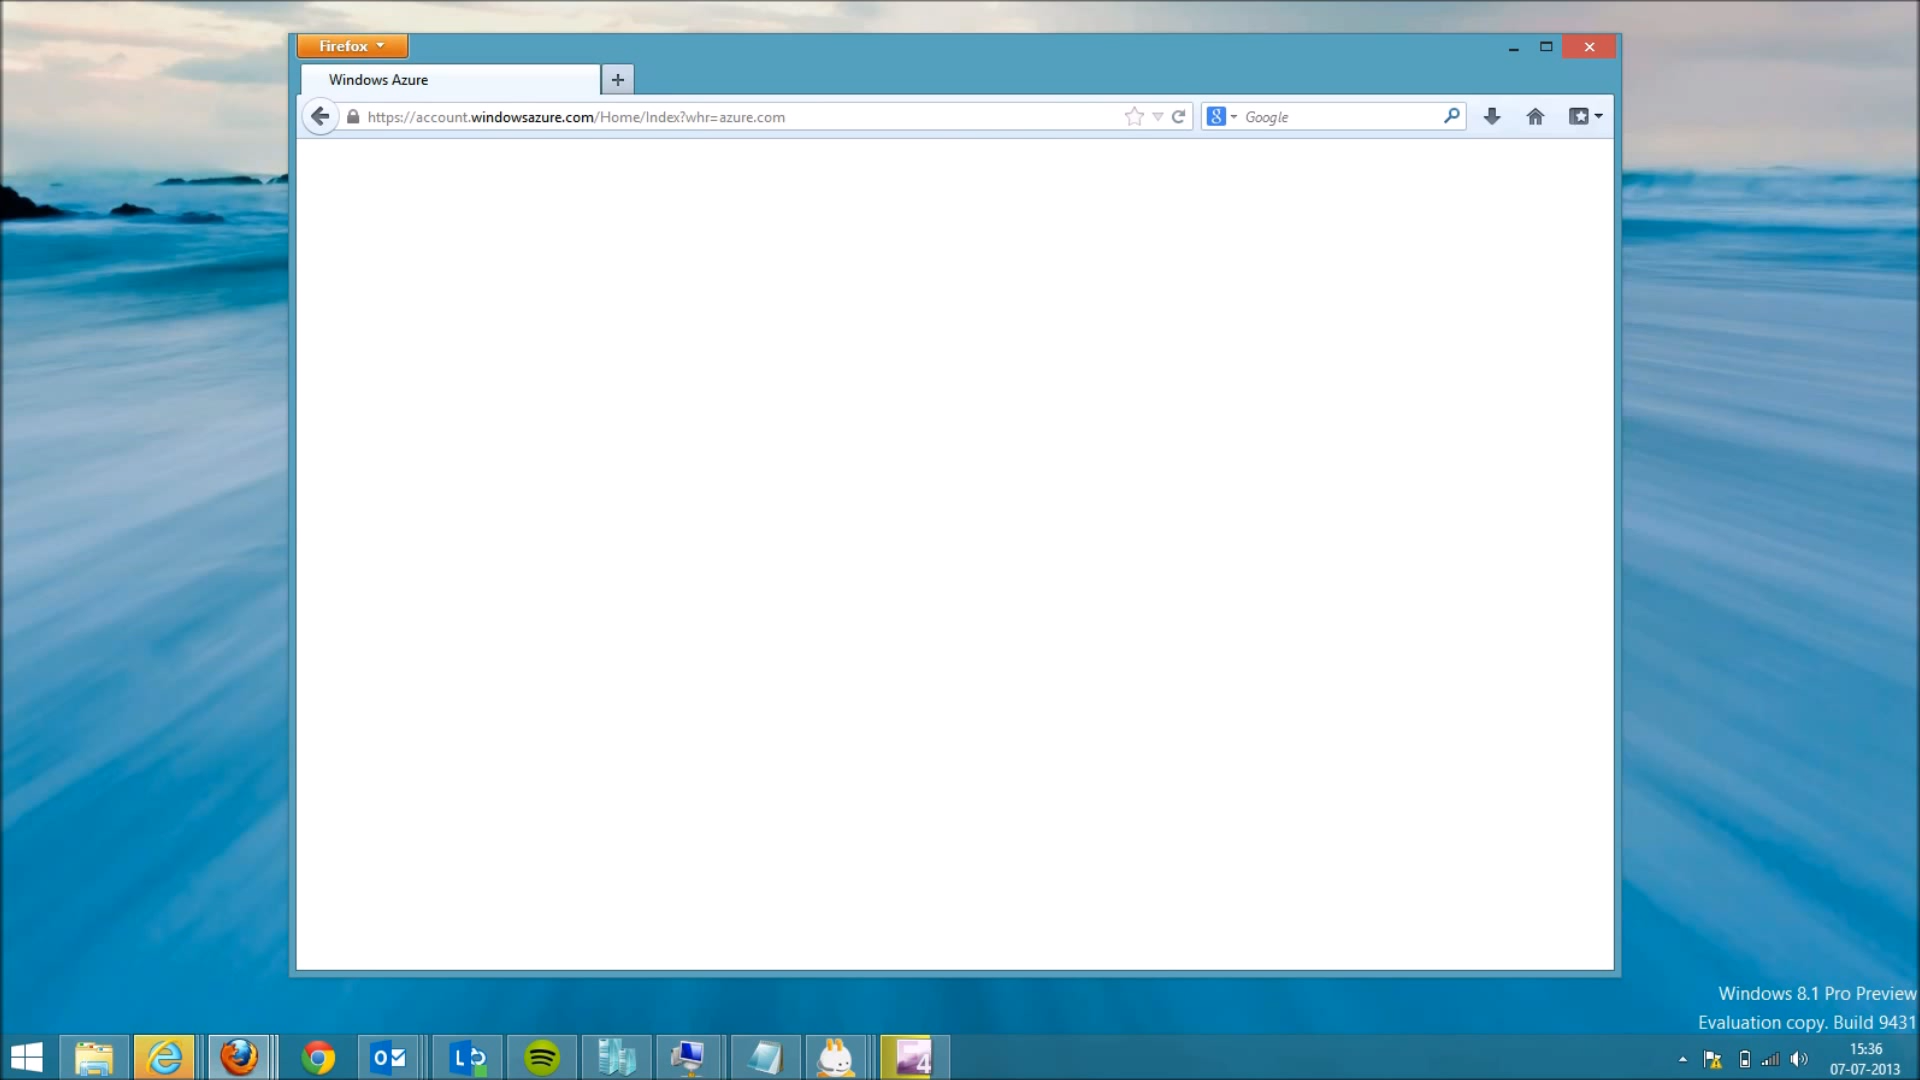 Firefox
Windows Azure
https://account.windowsazure.com/Home/Index?whr=azure.com
8
Google
Windows 8.1 Pro Preview
Evaluation copy. Build 9431
15:36
07-07-2013